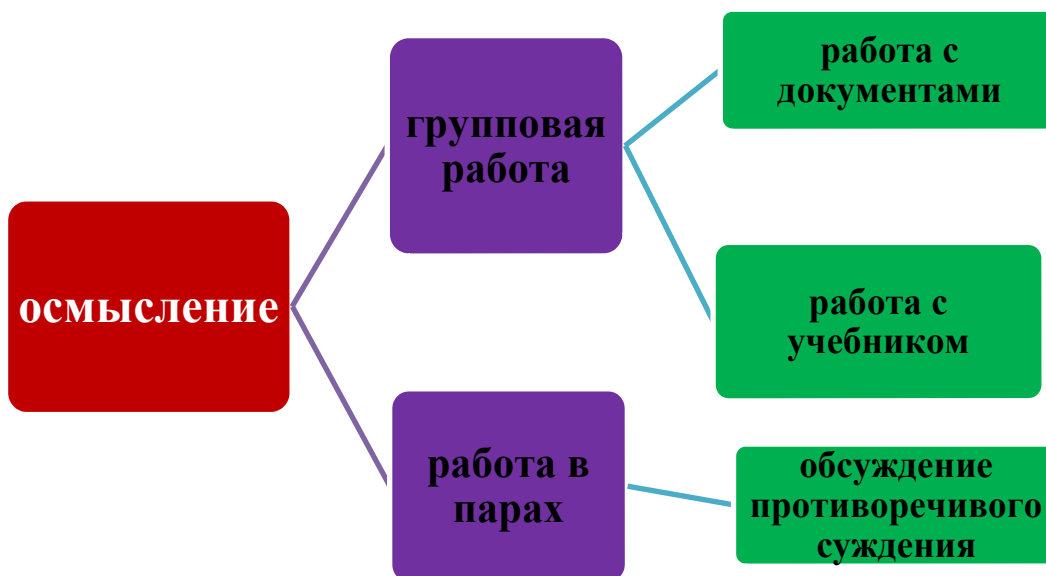 осмысление
групповая
работа
работа в
парах
работа с
документами
работа с
учебником
обсуждение
противоречивого
суждения